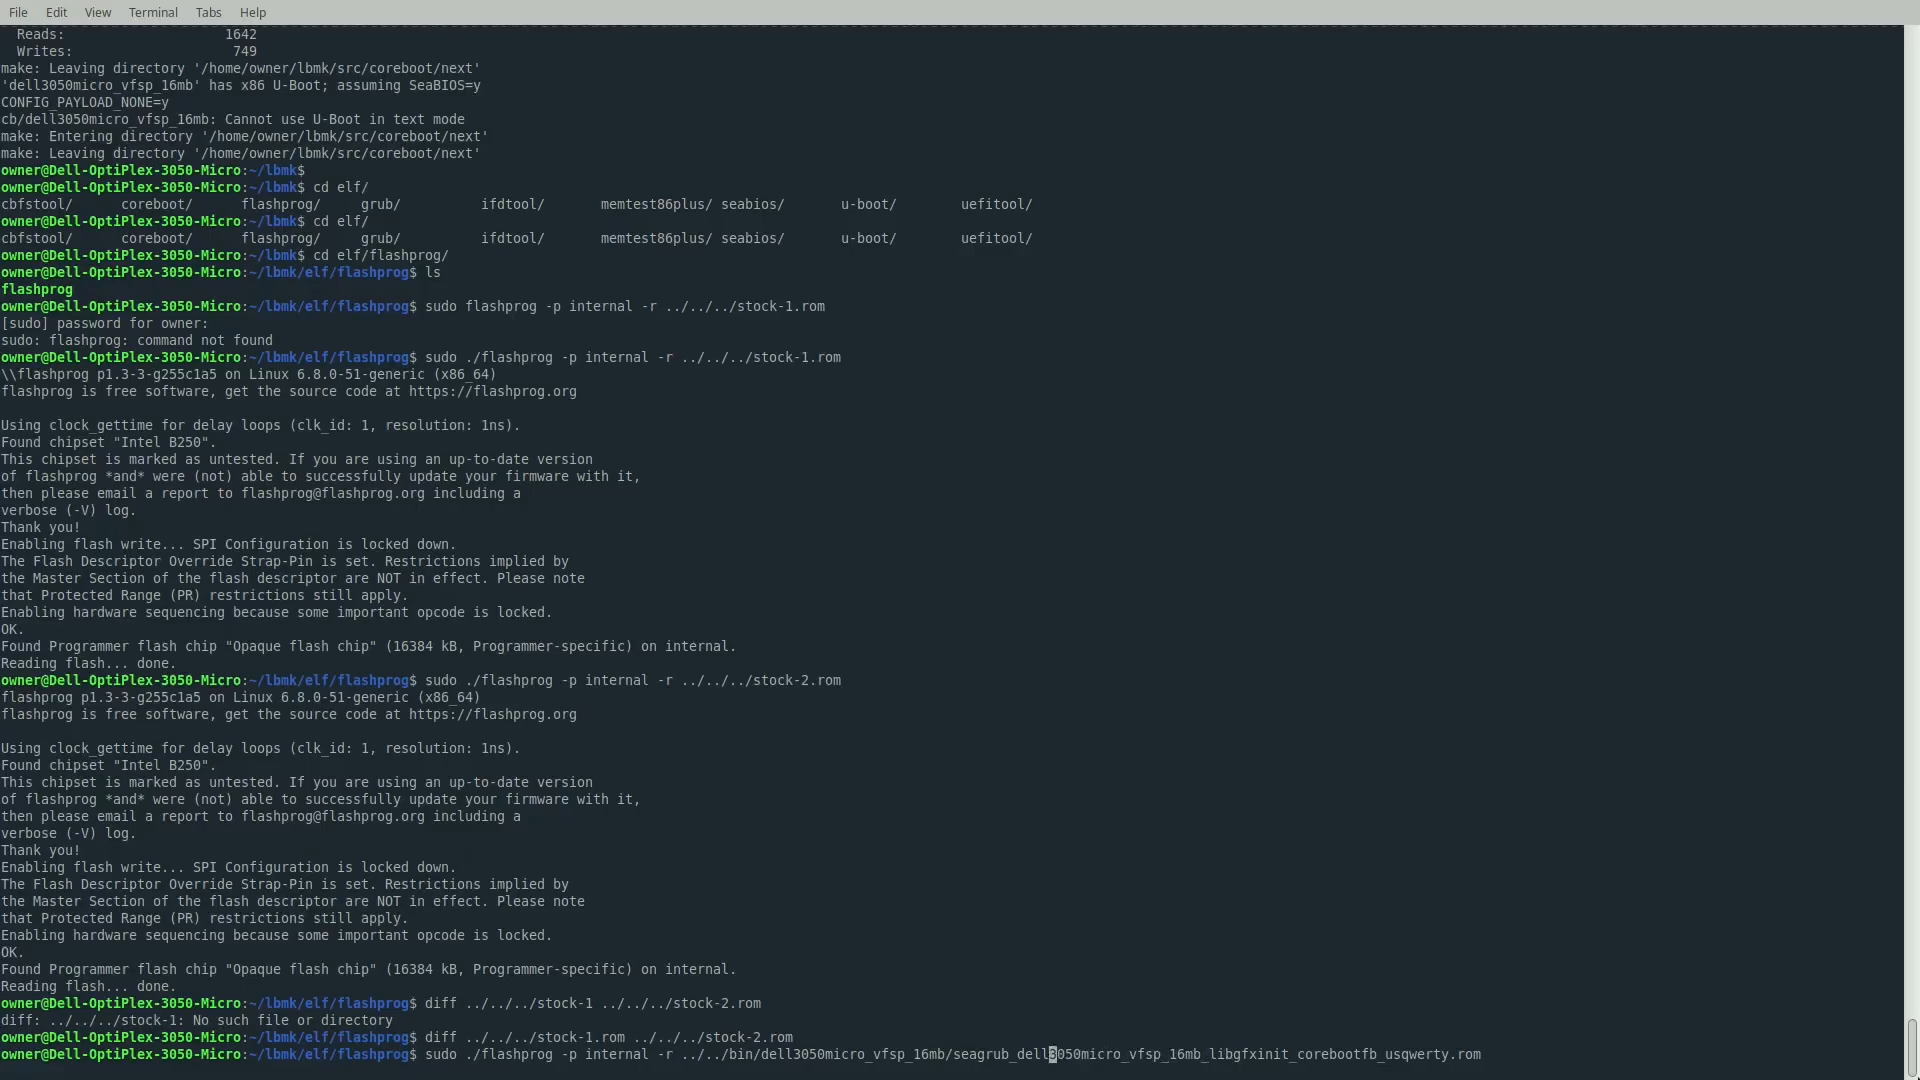 File Edit View Terminal Tabs Help
Reads: 1642
Writes: 749
make: Leaving directory '/home/owner/lbmk/src/coreboot/next'
'dell3050micro_vfsp_16mb' has x86 U-Boot; assuming SeaBIOS=y
CONFIG_PAYLOAD_NONE=y
cb/dell3050micro_vfsp_16mb: Cannot use U-Boot in text mode
make: Entering directory '/home/owner/lbmk/src/coreboot/next'
make: Leaving directory '/home/owner/lbmk/src/coreboot/next'
owner@Dell-OptiPlex-3050-Micro:~/lbmk$
owner@Dell-OptiPlex-3050-Micro:~/lbmk$ cd elf/
cbfstool/ coreboot/ flashprog/ grub/ ifdtool/ memtest86plus/ seabios/ u-boot/ uefitool/
owner@Dell-OptiPlex-3050-Micro:~/lbmk$ cd elf/
cbfstool/ coreboot/ flashprog/ grub/ ifdtool/ memtest86plus/ seabios/ u-boot/ uefitool/
owner@Dell-OptiPlex-3050-Micro:~/lbmk$ cd elf/flashprog/
owner@Dell-OptiPlex-3050-Micro:~/lbmk/elf/flashprog$ ls
flashprog
owner@Dell-OptiPlex-3050-Micro:~/lbmk/elf/flashprog$ sudo flashprog -p internal -r ../../../stock-1.rom
[sudo] password for owner:
sudo: flashprog: command not found
owner@Dell-OptiPlex-3050-Micro:~/lbmk/elf/flashprog$ sudo ./flashprog -p internal -r ../../../stock-1.rom
\\flashprog p1.3-3-g255c1a5 on Linux 6.8.0-51-generic (x86_64)
flashprog is free software, get the source code at https://flashprog.org

Using clock_gettime for delay loops (clk_id: 1, resolution: 1ns).
Found chipset "Intel B250".
This chipset is marked as untested. If you are using an up-to-date version
of flashprog *and* were (not) able to successfully update your firmware with it,
then please email a report to flashprog@flashprog.org including a
verbose (-V) log.
Thank you!
Enabling flash write... SPI Configuration is locked down.
The Flash Descriptor Override Strap-Pin is set. Restrictions implied by
the Master Section of the flash descriptor are NOT in effect. Please note
that Protected Range (PR) restrictions still apply.
Enabling hardware sequencing because some important opcode is locked.
OK.
Found Programmer flash chip "Opaque flash chip" (16384 kB, Programmer-specific) on internal.
Reading flash... done.
owner@Dell-OptiPlex-3050-Micro:~/lbmk/elf/flashprog$ sudo ./flashprog -p internal -r ../../../stock-2.rom
flashprog p1.3-3-g255c1a5 on Linux 6.8.0-51-generic (x86_64)
flashprog is free software, get the source code at https://flashprog.org

Using clock_gettime for delay loops (clk_id: 1, resolution: 1ns).
Found chipset "Intel B250".
This chipset is marked as untested. If you are using an up-to-date version
of flashprog *and* were (not) able to successfully update your firmware with it,
then please email a report to flashprog@flashprog.org including a
verbose (-V) log.
Thank you!
Enabling flash write... SPI Configuration is locked down.
The Flash Descriptor Override Strap-Pin is set. Restrictions implied by
the Master Section of the flash descriptor are NOT in effect. Please note
that Protected Range (PR) restrictions still apply.
Enabling hardware sequencing because some important opcode is locked.
OK.
Found Programmer flash chip "Opaque flash chip" (16384 kB, Programmer-specific) on internal.
Reading flash... done.
owner@Dell-OptiPlex-3050-Micro:~/lbmk/elf/flashprog$ diff ../../../stock-1 ../../../stock-2.rom
diff: ../../../stock-1: No such file or directory
owner@Dell-OptiPlex-3050-Micro:~/lbmk/elf/flashprog$ diff ../../../stock-1.rom ../../../stock-2.rom
owner@Dell-OptiPlex-3050-Micro:~/lbmk/elf/flashprog$ sudo ./flashprog -p internal -r ../../bin/dell3050micro_vfsp_16mb/seagrub_dell3050micro_vfsp_16mb_libgfxinit_corebootfb_usqwerty.rom